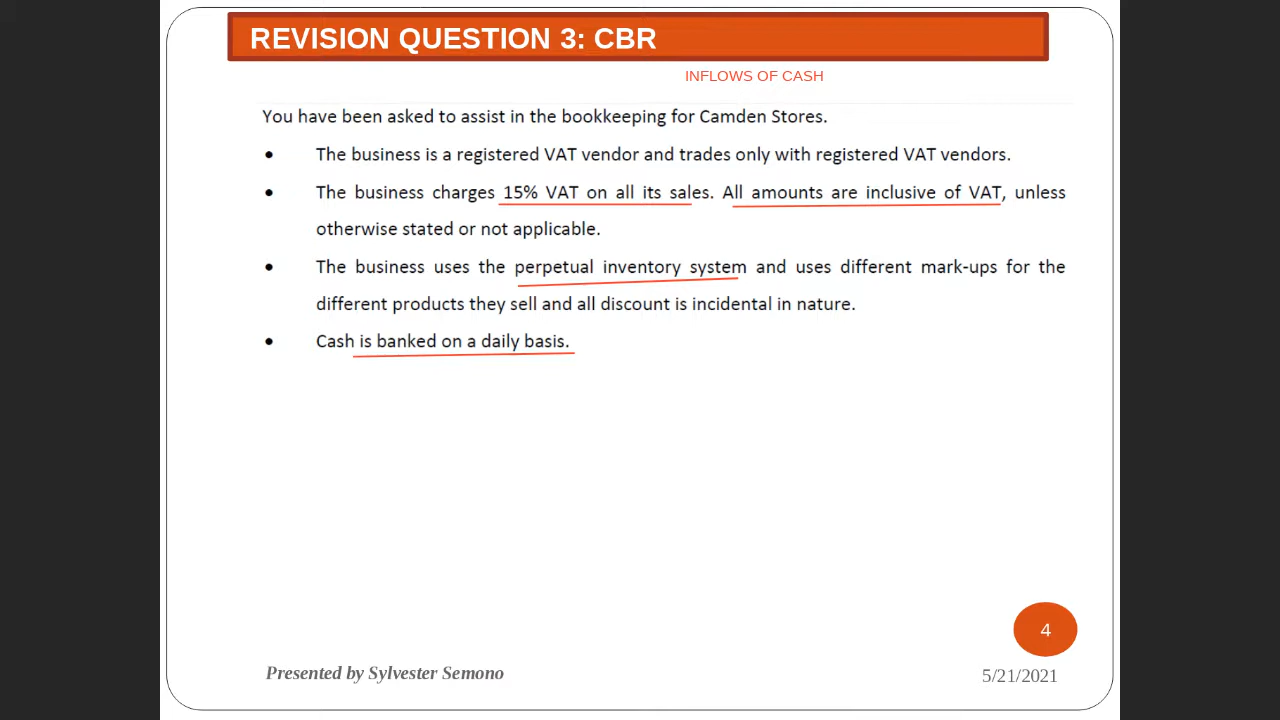 REVISION QUESTION 3: CBR
INFLOWS OF CASH
You have been asked to assist in the bookkeeping for Camden Stores.
• The business is a registered VAT vendor and trades only with registered VAT vendors.
• The business charges 15% VAT on all its sales. All amounts are inclusive of VAT, unless
otherwise stated or not applicable.
• The business uses the perpetual inventory system and uses different mark-ups for the
different products they sell and all discount is incidental in nature.
• Cash is banked on a daily basis.
4
Presented by Sylvester Semono
5/21/2021